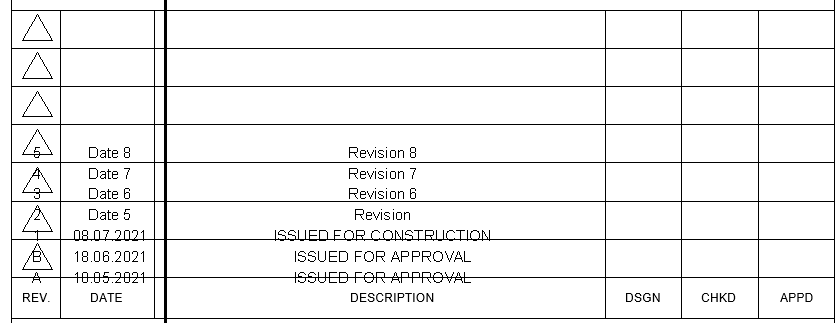 5 Date 8 Revision 8
4 Date 7 Revision 7
3 Date 6 Revision 6
2 Date 5 Revision
1 08.07.2021 ISSUED FOR CONSTRUCTION
B 18.06.2021 ISSUED FOR APPROVAL
A 10.05.2021 ISSUED FOR APPROVAL
REV. DATE DESCRIPTION DSGN CHKD APPD